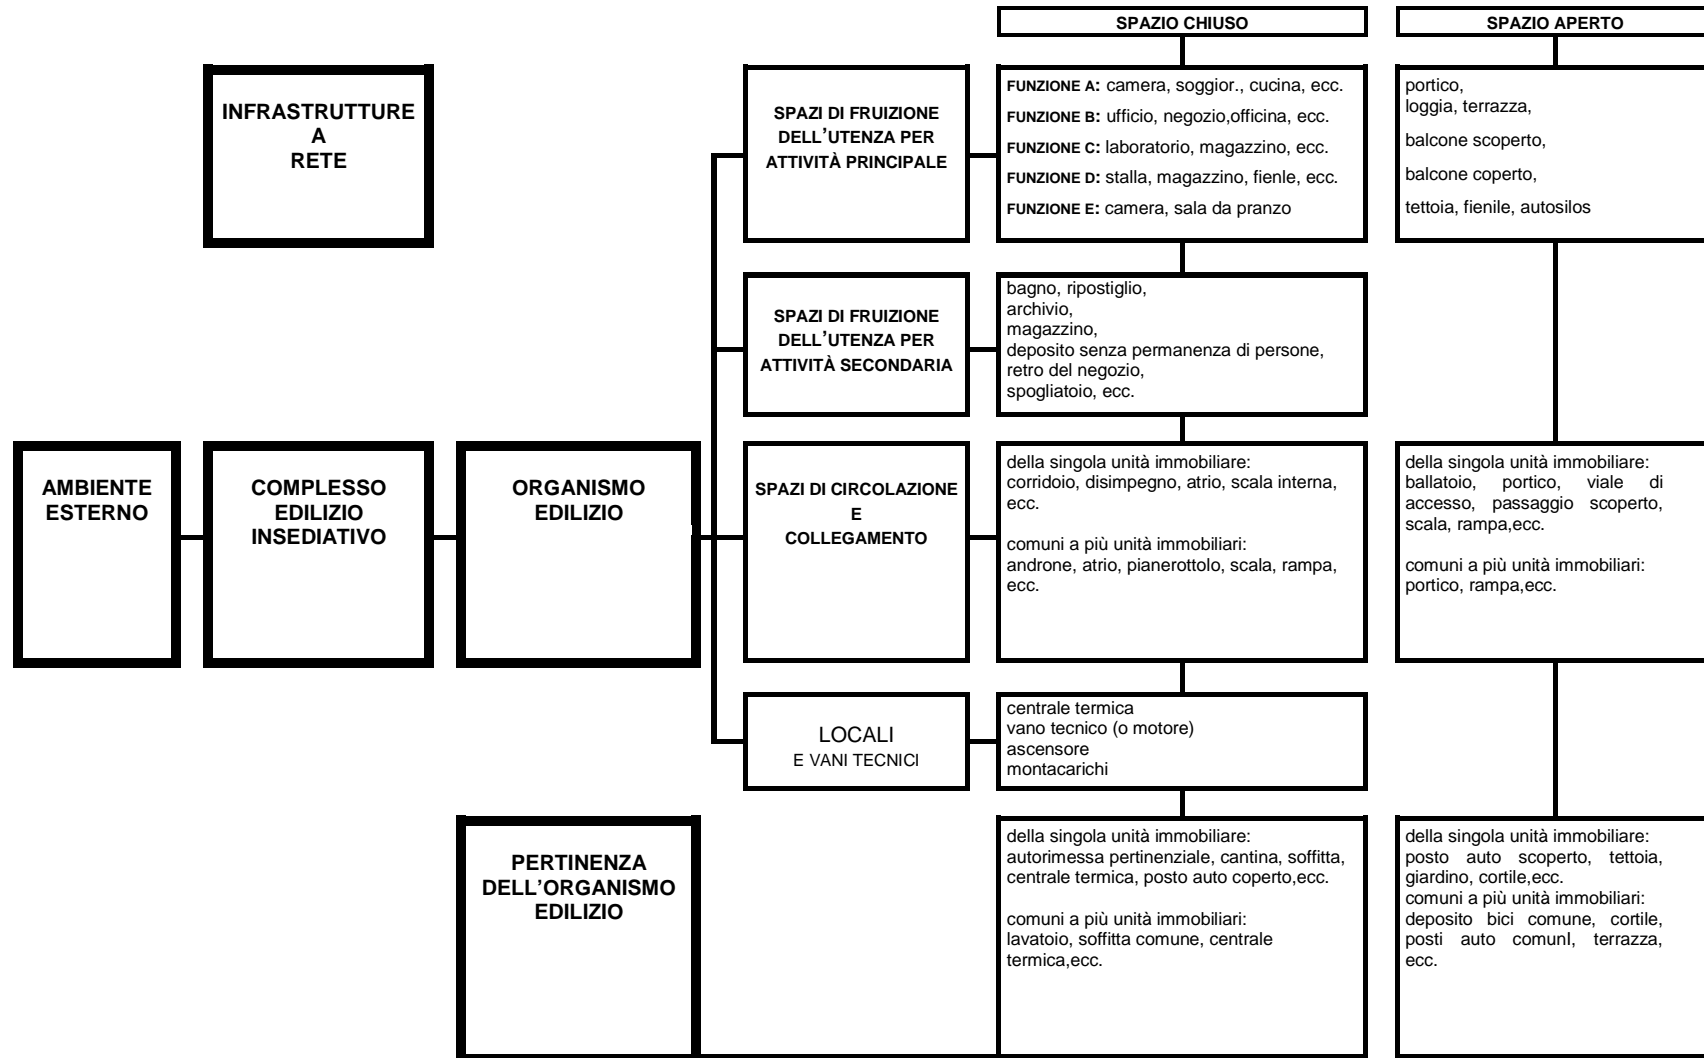 SPAZIO CHIUSO
SPAZIO APERTO
INFRASTRUTTURE
A
RETE
SPAZI DI FRUIZIONE
DELL'UTENZA PER
ATTIVITÀ PRINCIPALE
FUNZIONE A: camera, soggior., cucina, ecc.
FUNZIONE B: ufficio, negozio,officina, ecc.
FUNZIONE C: laboratorio, magazzino, ecc.
FUNZIONE D: stalla, magazzino, fienle, ecc.
FUNZIONE E: camera, sala da pranzo
portico,
loggia, terrazza,
balcone scoperto,
balcone coperto,
tettoia, fienile, autosilos
SPAZI DI FRUIZIONE
DELL'UTENZA PER
ATTIVITÀ SECONDARIA
bagno, ripostiglio,
archivio,
magazzino,
deposito senza permanenza di persone,
retro del negozio,
spogliatoio, ecc.
AMBIENTE
ESTERNO
COMPLESSO
EDILIZIO
INSEDIATIVO
ORGANISMO
EDILIZIO
SPAZI DI CIRCOLAZIONE
E
COLLEGAMENTO
della singola unità immobiliare:
corridoio, disimpegno, atrio, scala interna,
ecc.
comuni a più unità immobiliari:
androne, atrio, pianerottolo, scala, rampa,
ecc.
della singola unità immobiliare:
ballatoio, portico, viale di
accesso, passaggio scoperto,
scala, rampa,ecc.
comuni a più unità immobiliari:
portico, rampa,ecc.
LOCALI
E VANI TECNICI
centrale termica
vano tecnico (o motore)
ascensore
montacarichi
PERTINENZA
DELL'ORGANISMO
EDILIZIO
della singola unità immobiliare:
autorimessa pertinenziale, cantina, soffitta,
centrale termica, posto auto coperto,ecc.
comuni a più unità immobiliari:
lavatoio, soffitta comune, centrale
termica,ecc.
della singola unità immobiliare:
posto auto scoperto, tettoia,
giardino, cortile,ecc.
comuni a più unità immobiliari:
deposito bici comune, cortile,
posti auto comunI, terrazza,
ecc.